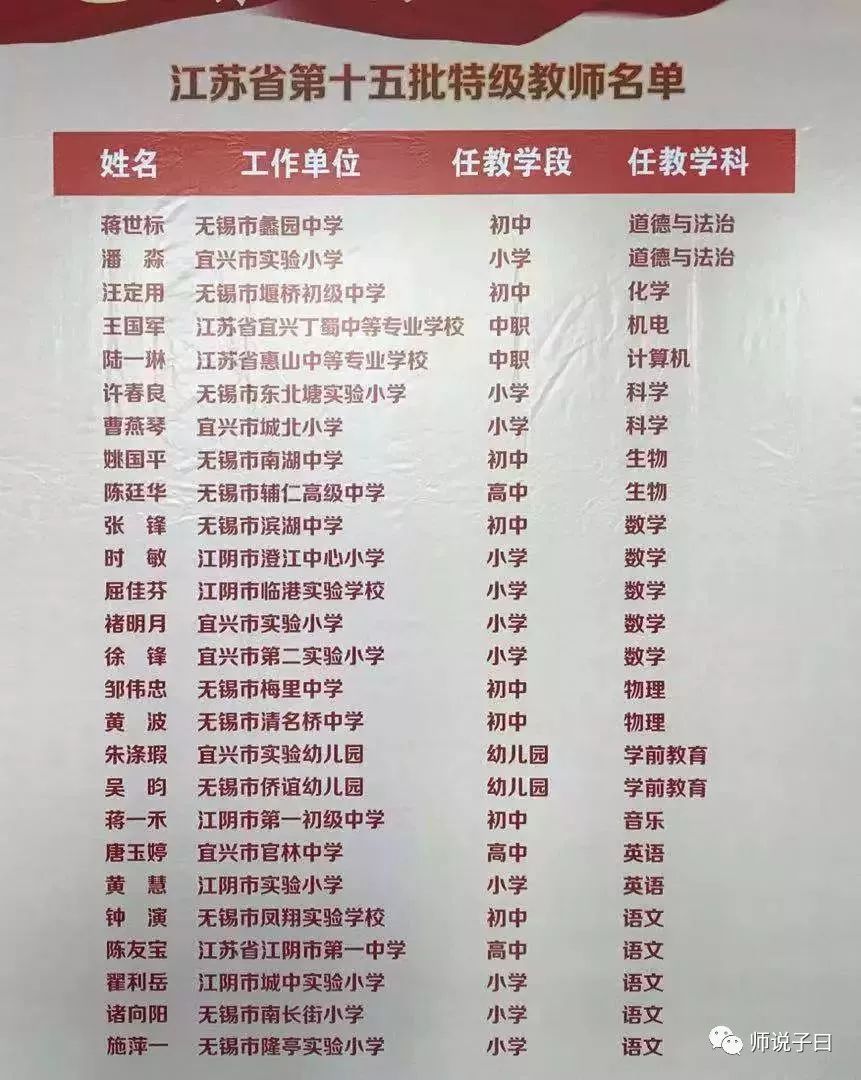 江苏省第十五批特级教师名单
姓名 工作单位 任教学段 任教学科
蒋世标 无锡市蠡园中学 初中 道德与法治
潘淼 宜兴市实验小学 小学 道德与法治
汪定用 无锡市堰桥初级中学 初中 化学
王国军 江苏省宜兴丁蜀中等专业学校 中职 机电
陆一琳 江苏省惠山中等专业学校 中职 计算机
许春良 无锡市东北塘实验小学 小学 科学
曹燕琴 宜兴市城北小学 小学 科学
姚国平 无锡市南湖中学 初中 生物
陈廷华 无锡市辅仁高级中学 高中 生物
张锋 无锡市滨湖中学 初中 数学
时敏 江阴市澄江中心小学 小学 数学
屈佳芬 江阴市临港实验学校 小学 数学
褚明月 宜兴市实验小学 小学 数学
徐锋 宜兴市第二实验小学 小学 数学
邹伟忠 无锡市梅里中学 初中 物理
黄波 无锡市清名桥中学 初中 物理
朱涤瑕 宜兴市实验幼儿园 幼儿园 学前教育
吴昀 无锡市侨谊幼儿园 幼儿园 学前教育
蒋一禾 江阴市第一初级中学 初中 音乐
唐玉婷 宜兴市官林中学 高中 英语
黄慧 江阴市实验小学 小学 英语
钟演 无锡市凤翔实验学校 初中 语文
陈友宝 江苏省江阴市第一中学 高中 语文
翟利岳 江阴市城中实验小学 小学 语文
诸向阳 无锡市南长街小学 小学 语文
施萍一 无锡市隆亭实验小学 小学 语文
师说子曰